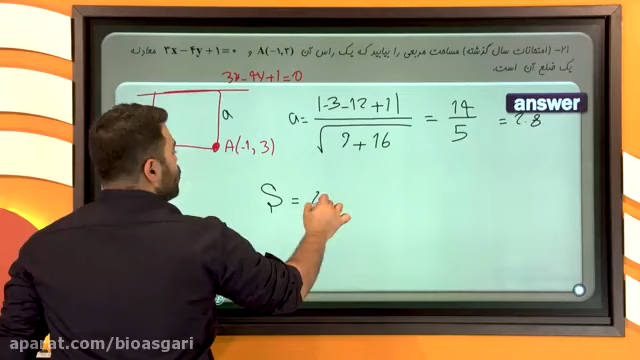 ۲۱- (امتحانات سال گذشته) مساحت مربعی را بیابید که یک راس آن A(-۱,۳) و ۳x-۴y+۱=۰ معادله
یک ضلع آن است.
3x-4y+1=0
a
A(-1, 3)
a= |-3-12+1| / √9+16 = 14/5 = 2.8
answer
S =
aparat.com/bioasgari